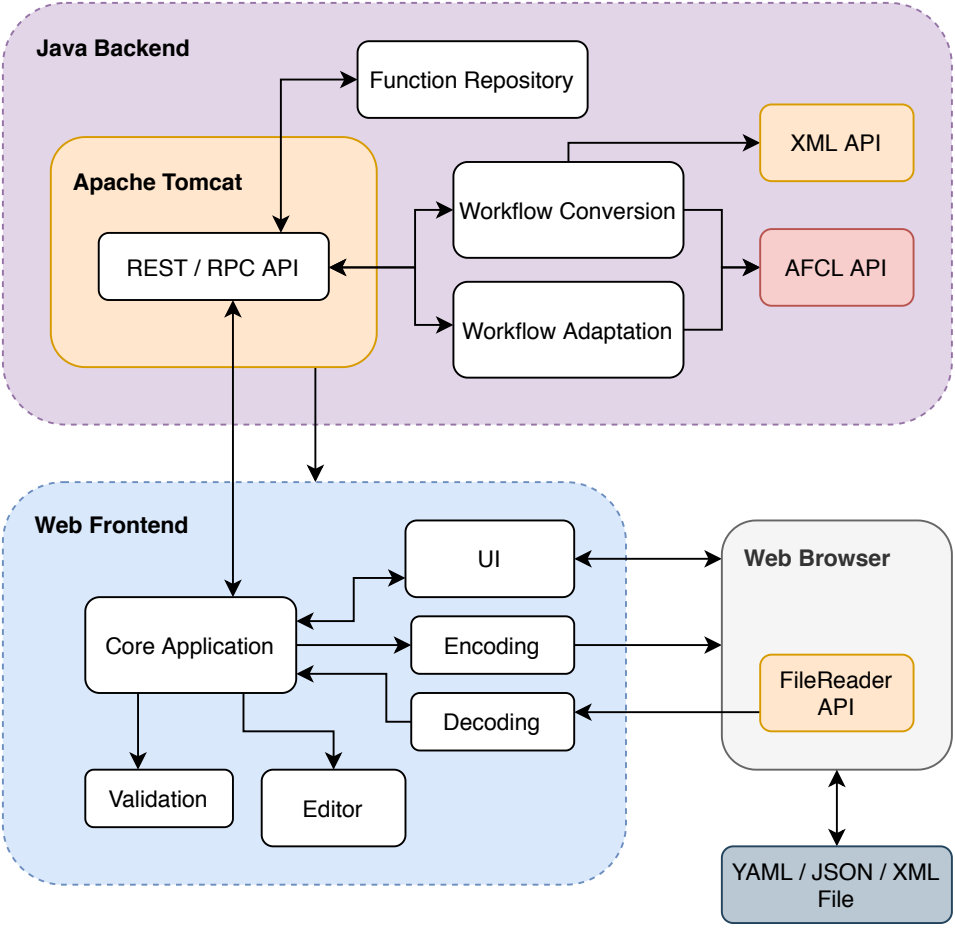 Java Backend
Function Repository
XML API
Apache Tomcat
Workflow Conversion
REST / RPC API
AFCL API
Workflow Adaptation
Web Frontend
UI
Web Browser
Core Application
Encoding
FileReader
API
Decoding
Validation
Editor
YAML / JSON / XML
File